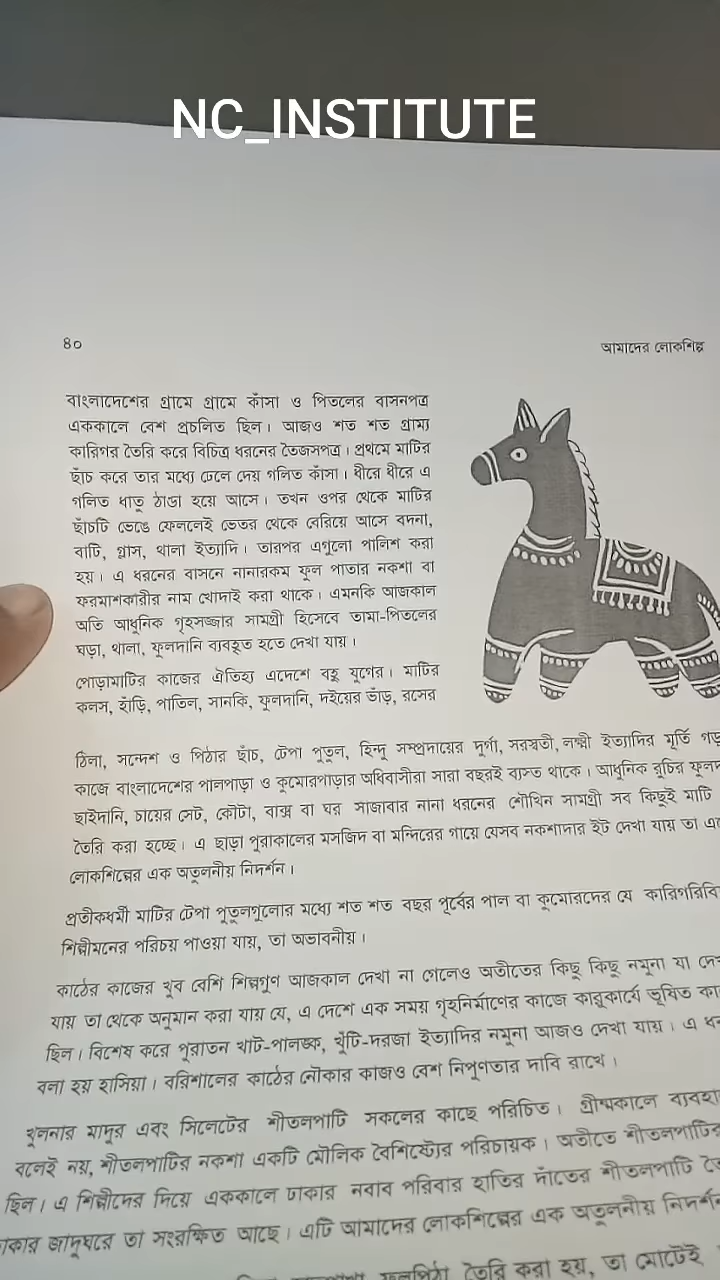 NC_INSTITUTE
৪০
আমাদের লোকশিল্প
বাংলাদেশের গ্রামে গ্রামে কাঁসা ও পিতলের বাসনপত্র
এককালে বেশ প্রচলিত ছিল। আজও শত শত গ্রাম্য
কারিগর তৈরি করে বিচিত্র ধরনের তৈজসপত্র। প্রথমে মাটির
ছাঁচ করে তার মধ্যে ঢেলে দেয় গলিত কাঁসা। ধীরে ধীরে এ
গলিত ধাতু ঠাণ্ডা হয়ে আসে। তখন ওপর থেকে মাটির
ছাঁচটি ভেঙে ফেললেই ভেতর থেকে বেরিয়ে আসে বদনা,
বাটি, গ্লাস, থালা ইত্যাদি। তারপর এগুলো পালিশ করা
হয়। এ ধরনের বাসনে নানারকম ফুল পাতার নকশা বা
ফরমাশকারীর নাম খোদাই করা থাকে। এমনকি আজকাল
অতি আধুনিক গৃহসজ্জার সামগ্রী হিসেবে তামা-পিতলের
ঘড়া, থালা, ফুলদানি ব্যবহৃত হতে দেখা যায়।
পোড়ামাটির কাজের ঐতিহ্য এদেশে বহু যুগের। মাটির
কলস, হাঁড়ি, পাতিল, সানকি, ফুলদানি, দইয়ের ভাঁড়, রসের
ঠিলা, সন্দেশ ও পিঠার ছাঁচ, টেপা পুতুল, হিন্দু সম্প্রদায়ের দুর্গা, সরস্বতী, লক্ষ্মী ইত্যাদির মূর্তি
কাজে বাংলাদেশের পালপাড়া ও কুমোরপাড়ার অধিবাসীরা সারা বছরই ব্যস্ত থাকে। আধুনিক রুচির
ছাইদানি, চায়ের সেট, কৌটা, বাক্স বা ঘর সাজাবার নানা ধরনের শৌখিন সামগ্রী সব কিছুই মাটি
তৈরি করা হচ্ছে। এ ছাড়া পুরাকালের মসজিদ বা মন্দিরের গায়ে যেসব নকশাদার ইট দেখা যায় তা
লোকশিল্পের এক অতুলনীয় নিদর্শন।
প্রতীকধর্মী মাটির টেপা পুতুলগুলোর মধ্যে শত শত বছর পূর্বের পাল বা কুমোরদের যে
শিল্পীমনের পরিচয় পাওয়া যায়, তা অভাবনীয়।
কাঠের কাজের খুব বেশি শিল্পগুণ আজকাল দেখা না গেলেও অতীতের কিছু কিছু নমুনা যা
যায় তা থেকে অনুমান করা যায় যে, এ দেশে এক সময় গৃহনির্মাণের কাজে কারুকার্যে ভূষিত
ছিল। বিশেষ করে পুরাতন খাট-পালঙ্ক, খুঁটি-দরজা ইত্যাদির নমুনা আজও দেখা যায়। এ
বলা হয় হাসিয়া। বরিশালের কাঠের নৌকার কাজও বেশ নিপুণতার দাবি রাখে।
খুলনার মাদুর এবং সিলেটের শীতলপাটি সকলের কাছে পরিচিত। গ্রীষ্মকালে
বলেই নয়, শীতলপাটির নকশা একটি মৌলিক বৈশিষ্ট্যের পরিচায়ক। অতীতে শীতলপাটির
ছিল। এ শিল্পীদের দিয়ে এককালে ঢাকার নবাব পরিবার হাতির দাঁতের শীতলপাটি
জাদুঘরে তা সংরক্ষিত আছে। এটি আমাদের লোকশিল্পের এক অতুলনীয় নিদর্শন
তৈরি করা হয়, তা মোটেই